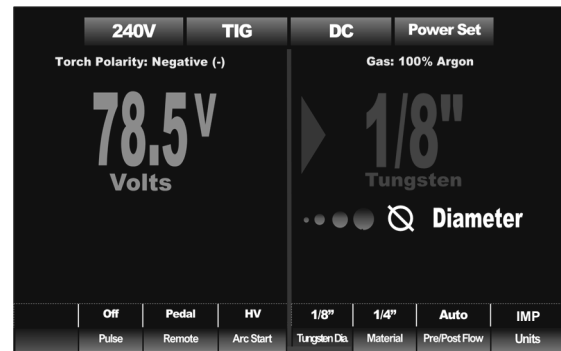 240V TIG DC Power Set
Torch Polarity: Negative (-) Gas: 100% Argon
78.5 V 1/8"
Volts Tungsten
Diameter
Off Pedal HV 1/8” 1/4” Auto IMP
Pulse Remote Arc Start Tungsten Dia. Material Pre/Post Flow Units